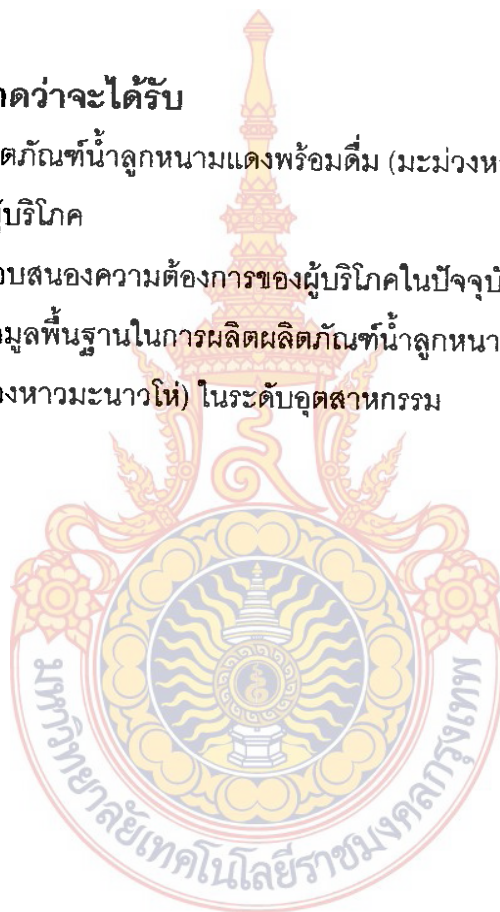 าดว่าจะได้รับ
ตภัณฑ์น้ำลูกหนามแดงพร้อมดื่ม (มะม่วงห
ผู้บริโภค
อบสนองความต้องการของผู้บริโภคในปัจจุบั
มูลพื้นฐานในการผลิตผลิตภัณฑ์น้ำลูกหนา
งหาวมะนาวโห่) ในระดับอุตสาหกรรม
มหาวิทยาลัยเทคโนโลยีราชมงคลกรุงเทพ